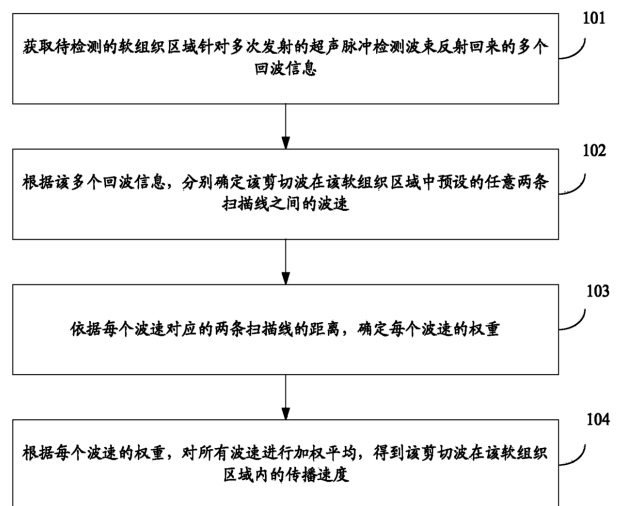 101
获取待检测的软组织区域针对多次发射的超声脉冲检测波束反射回来的多个
回波信息
102
根据该多个回波信息，分别确定该剪切波在该软组织区域中预设的任意两条
扫描线之间的波速
103
依据每个波速对应的两条扫描线的距离，确定每个波速的权重
104
根据每个波速的权重，对所有波速进行加权平均，得到该剪切波在该软组织
区域内的传播速度